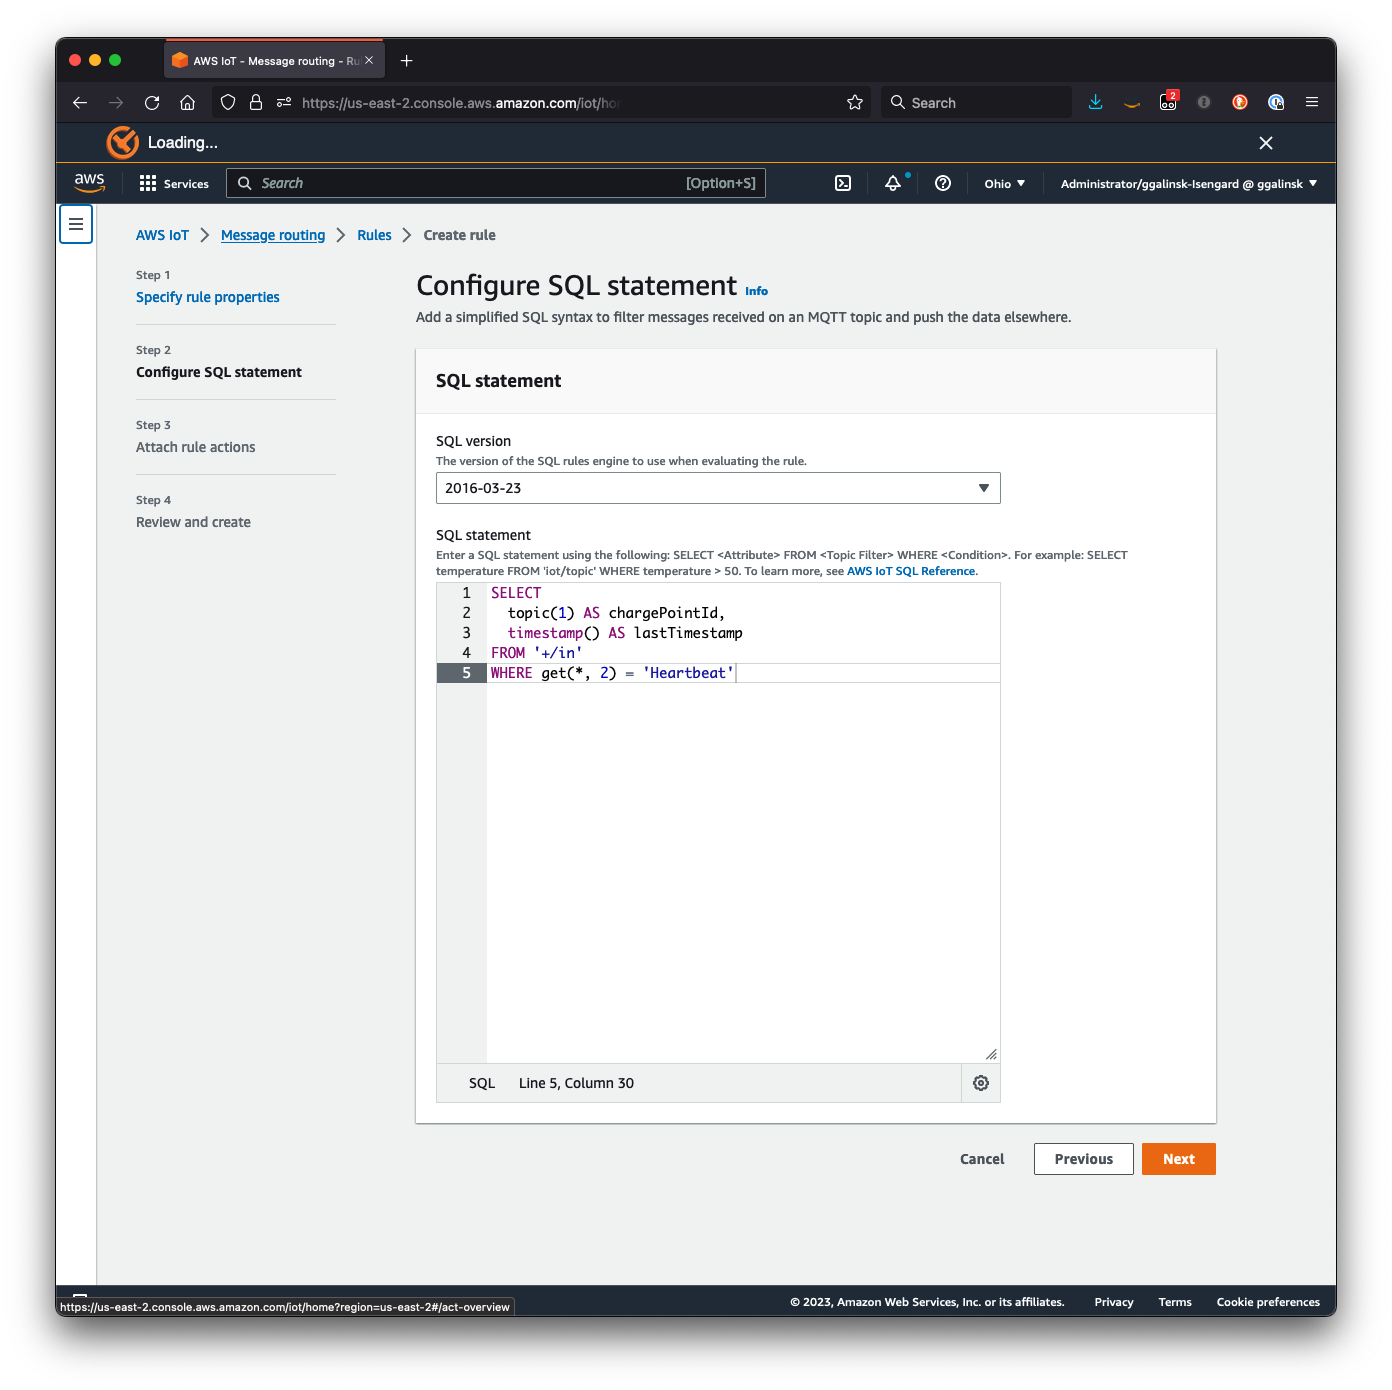 AWS IoT - Message routing - Ru
https://us-east-2.console.aws.amazon.com/iot/ho
Search
2
Loading...
aws
Services
Search
[Option+S]
Ohio
Administrator/ggalinsk-Isengard @ ggalinsk
AWS IoT
Message routing
Rules
Create rule
Step 1
Specify rule properties
Step 2
Configure SQL statement
Step 3
Attach rule actions
Step 4
Review and create
Configure SQL statement Info
Add a simplified SQL syntax to filter messages received on an MQTT topic and push the data elsewhere.
SQL statement
SQL version
The version of the SQL rules engine to use when evaluating the rule.
2016-03-23
SQL statement
Enter a SQL statement using the following: SELECT <Attribute> FROM <Topic Filter> WHERE <Condition>. For example: SELECT
temperature FROM 'iot/topic' WHERE temperature > 50. To learn more, see AWS IoT SQL Reference.
1 SELECT
2 topic(1) AS chargePointId,
3 timestamp() AS lastTimestamp
4 FROM '+/in'
5 WHERE get(*, 2) = 'Heartbeat'
SQL Line 5, Column 30
Cancel
Previous
Next
https://us-east-2.console.aws.amazon.com/iot/home?region=us-east-2#/act-overview
© 2023, Amazon Web Services, Inc. or its affiliates.
Privacy
Terms
Cookie preferences